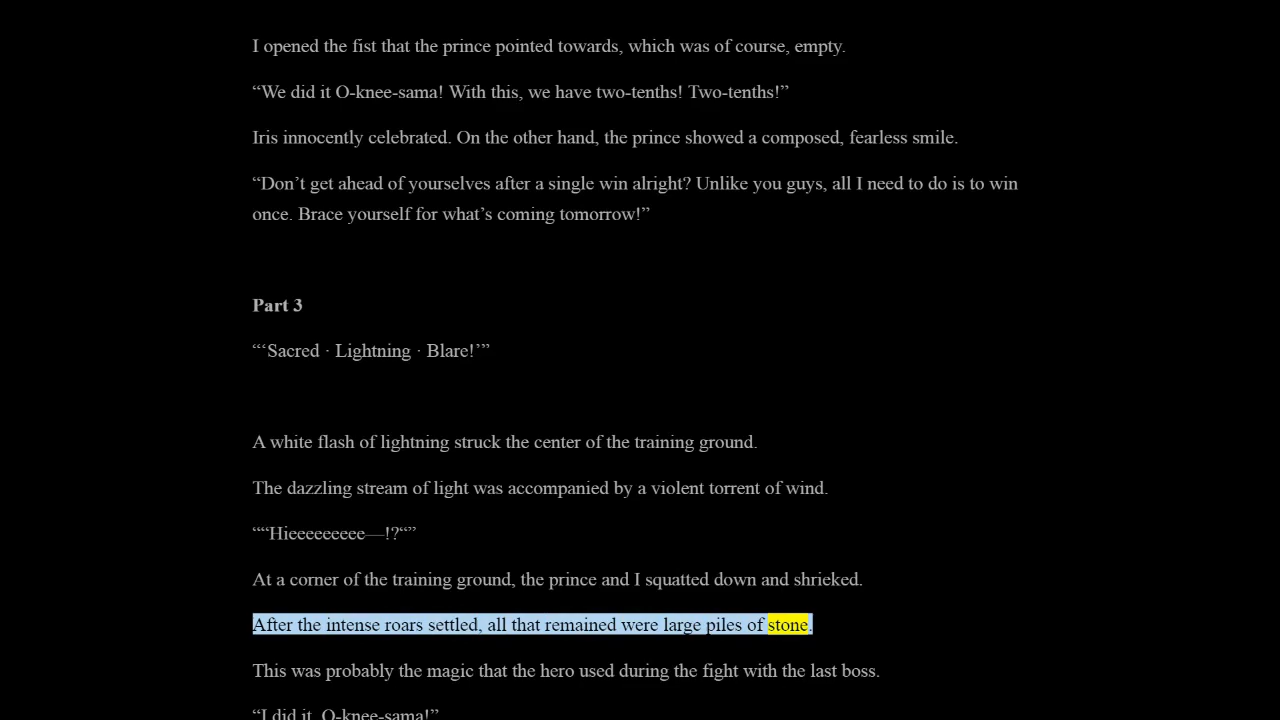 I opened the fist that the prince pointed towards, which was of course, empty.
“We did it O-knee-sama! With this, we have two-tenths! Two-tenths!”
Iris innocently celebrated. On the other hand, the prince showed a composed, fearless smile.
“Don’t get ahead of yourselves after a single win alright? Unlike you guys, all I need to do is to win
once. Brace yourself for what’s coming tomorrow!”
Part 3
“‘Sacred · Lightning · Blare!’”
A white flash of lightning struck the center of the training ground.
The dazzling stream of light was accompanied by a violent torrent of wind.
““‘Hieeeeeeeee—!?“”
At a corner of the training ground, the prince and I squatted down and shrieked.
After the intense roars settled, all that remained were large piles of stone.
This was probably the magic that the hero used during the fight with the last boss.
“I did it, O-knee-sama!”